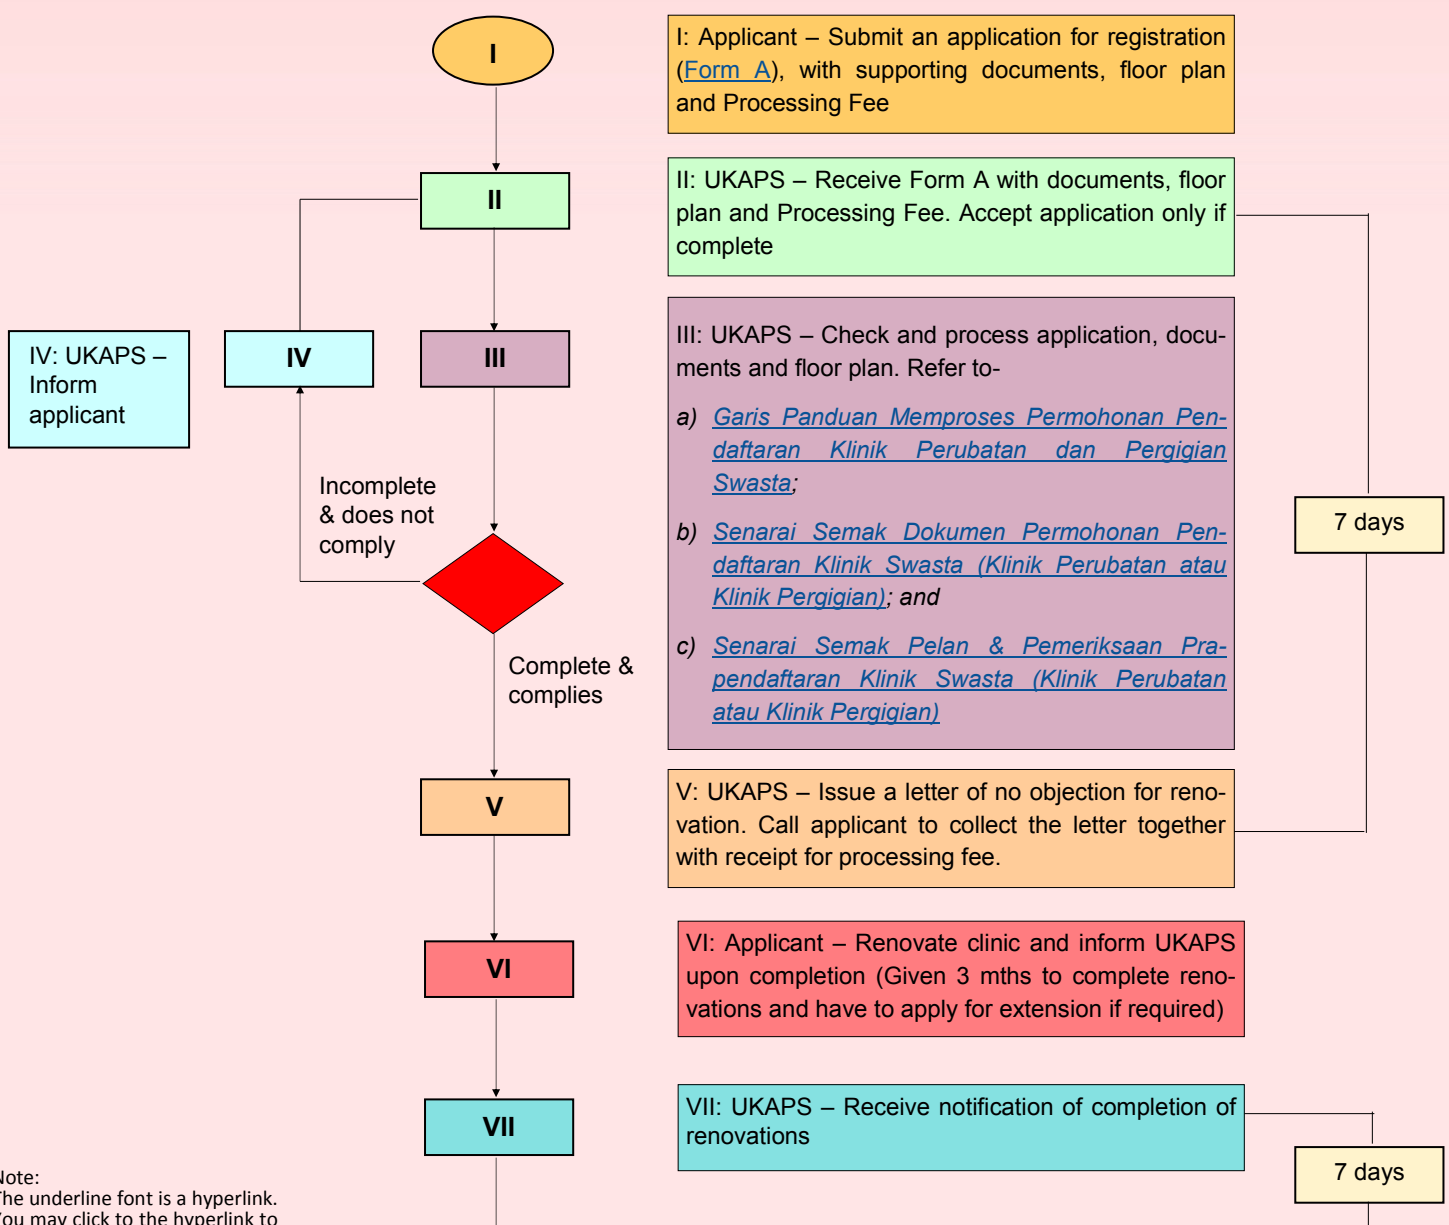 I
I: Applicant – Submit an application for registration
(Form A), with supporting documents, floor plan
and Processing Fee
II
II: UKAPS – Receive Form A with documents, floor
plan and Processing Fee. Accept application only if
complete
IV: UKAPS –
Inform
applicant
IV
III
III: UKAPS – Check and process application, docu-
ments and floor plan. Refer to-
a) Garis Panduan Memproses Permohonan Pen-
daftaran Klinik Perubatan dan Pergigian
Swasta;
b) Senarai Semak Dokumen Permohonan Pen-
daftaran Klinik Swasta (Klinik Perubatan atau
Klinik Pergigian); and
c) Senarai Semak Pelan & Pemeriksaan Pra-
pendaftaran Klinik Swasta (Klinik Perubatan
atau Klinik Pergigian)
Incomplete
& does not
comply
7 days
Complete &
complies
V
V: UKAPS – Issue a letter of no objection for reno-
vation. Call applicant to collect the letter together
with receipt for processing fee.
VI
VI: Applicant – Renovate clinic and inform UKAPS
upon completion (Given 3 mths to complete reno-
vations and have to apply for extension if required)
VII
VII: UKAPS – Receive notification of completion of
renovations
7 days
Note:
The underline font is a hyperlink.
You may click to the hyperlink to